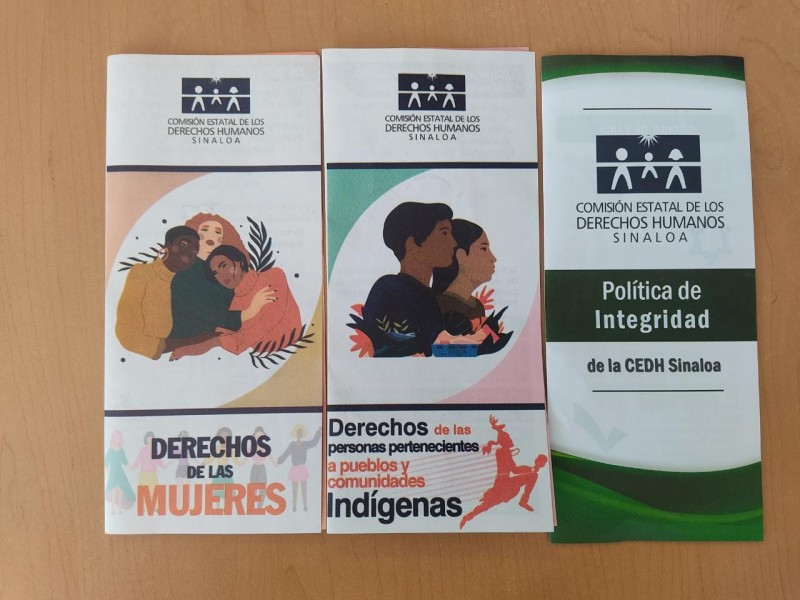 COMISIÓN ESTATAL DE LOS
DERECHOS HUMANOS
SINALOA
DERECHOS
DE LAS
MUJERES
COMISIÓN ESTATAL DE LOS
DERECHOS HUMANOS
SINALOA
Derechos de las
personas pertenecientes
a pueblos y
comunidades
Indígenas
COMISIÓN ESTATAL DE LOS
DERECHOS HUMANOS
SINALOA
Política de
Integridad
de la CEDH Sinaloa